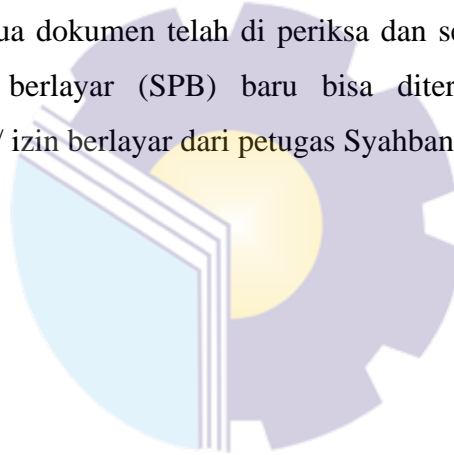 ua dokumen telah di periksa dan se
berlayar (SPB) baru bisa diter
/ izin berlayar dari petugas Syahban